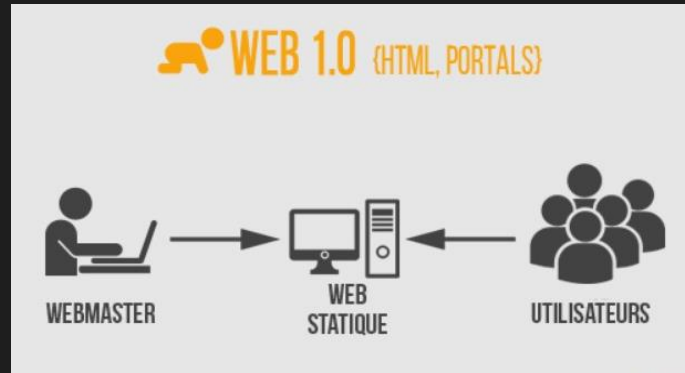 WEB 1.0 {HTML, PORTALS}
WEBMASTER
WEB
STATIQUE
UTILISATEURS